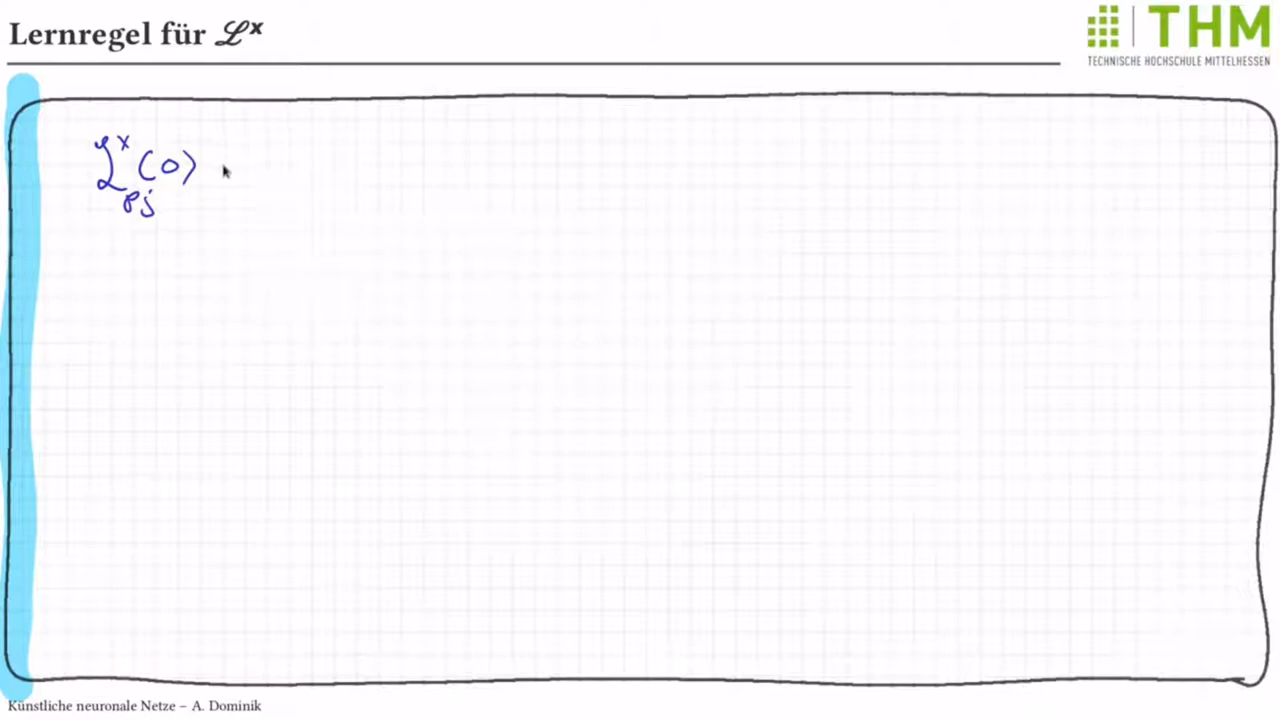 Lernregel für ℒˣ
THM
TECHNISCHE HOCHSCHULE MITTELHESSEN
ℒˣ_pj (o)
Künstliche neuronale Netze – A. Dominik